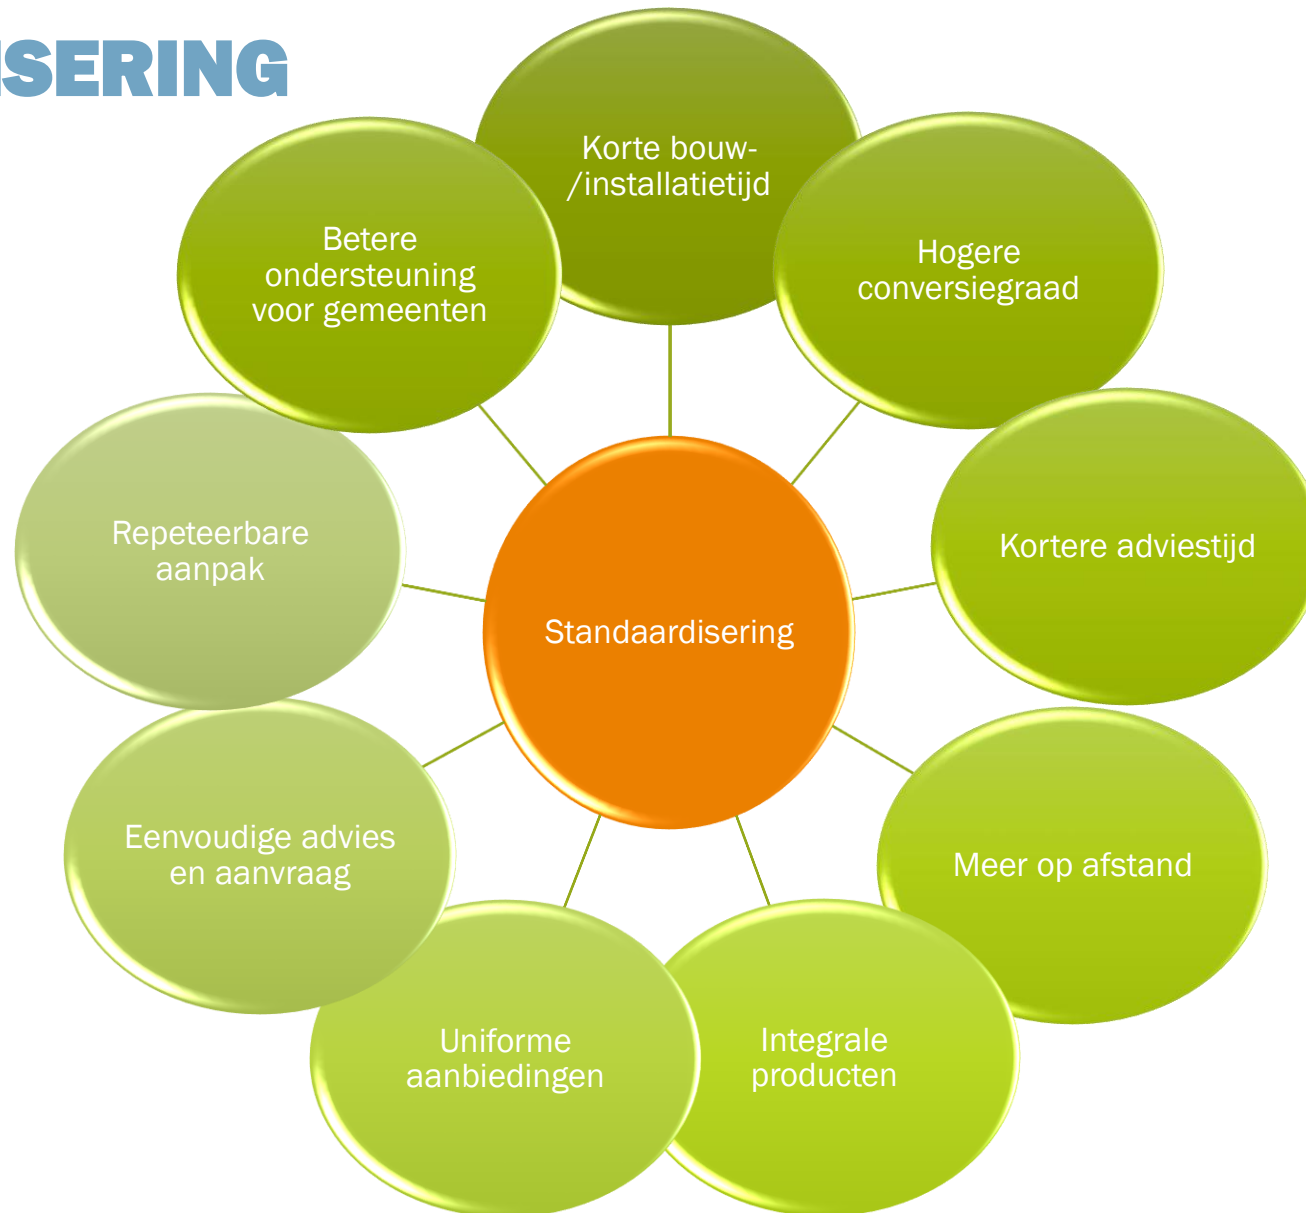 ISERING
Korte bouw-
/installatietijd
Hogere
conversiegraad
Kortere adviestijd
Meer op afstand
Integrale
producten
Uniforme
aanbiedingen
Eenvoudige advies
en aanvraag
Repeteerbare
aanpak
Betere
ondersteuning
voor gemeenten
Standaardisering